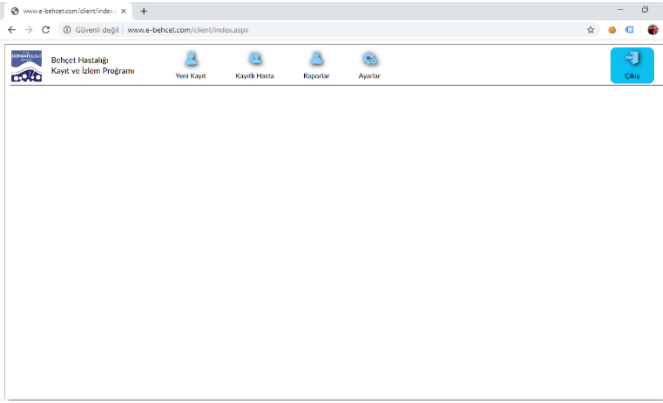 www.e-behcet.com/client/index.
Güvenli değil
www.e-behcet.com/client/index.aspx
Behçet Hastalığı
Kayıt ve İzlem Proğramı
Yeni Kayıt
Kayıtlı Hasta
Raporlar
Ayarlar
Çıkış